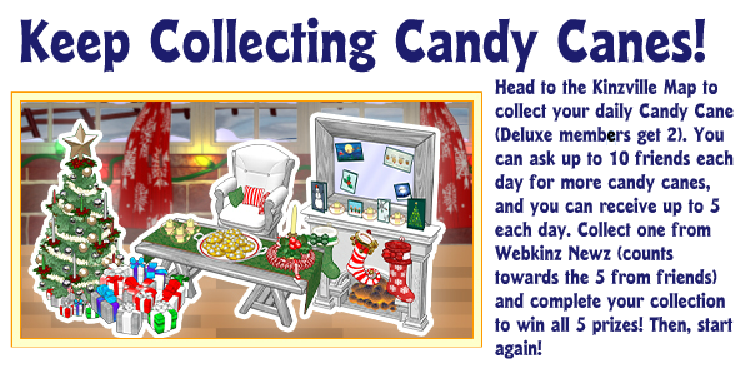 Keep Collecting Candy Canes!
Head to the Kinzville Map to
collect your daily Candy Cane
(Deluxe members get 2). You
can ask up to 10 friends each
day for more candy canes,
and you can receive up to 5
each day. Collect one from
Webkinz Newz (counts
towards the 5 from friends)
and complete your collection
to win all 5 prizes! Then, start
again!